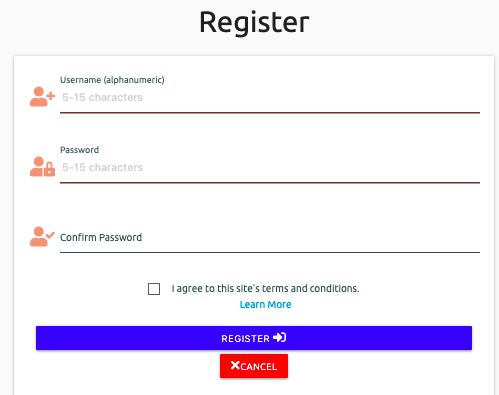 Register
Username (alphanumeric)
5-15 characters
Password
5-15 characters
Confirm Password
I agree to this site's terms and conditions.
Learn More
REGISTER
CANCEL